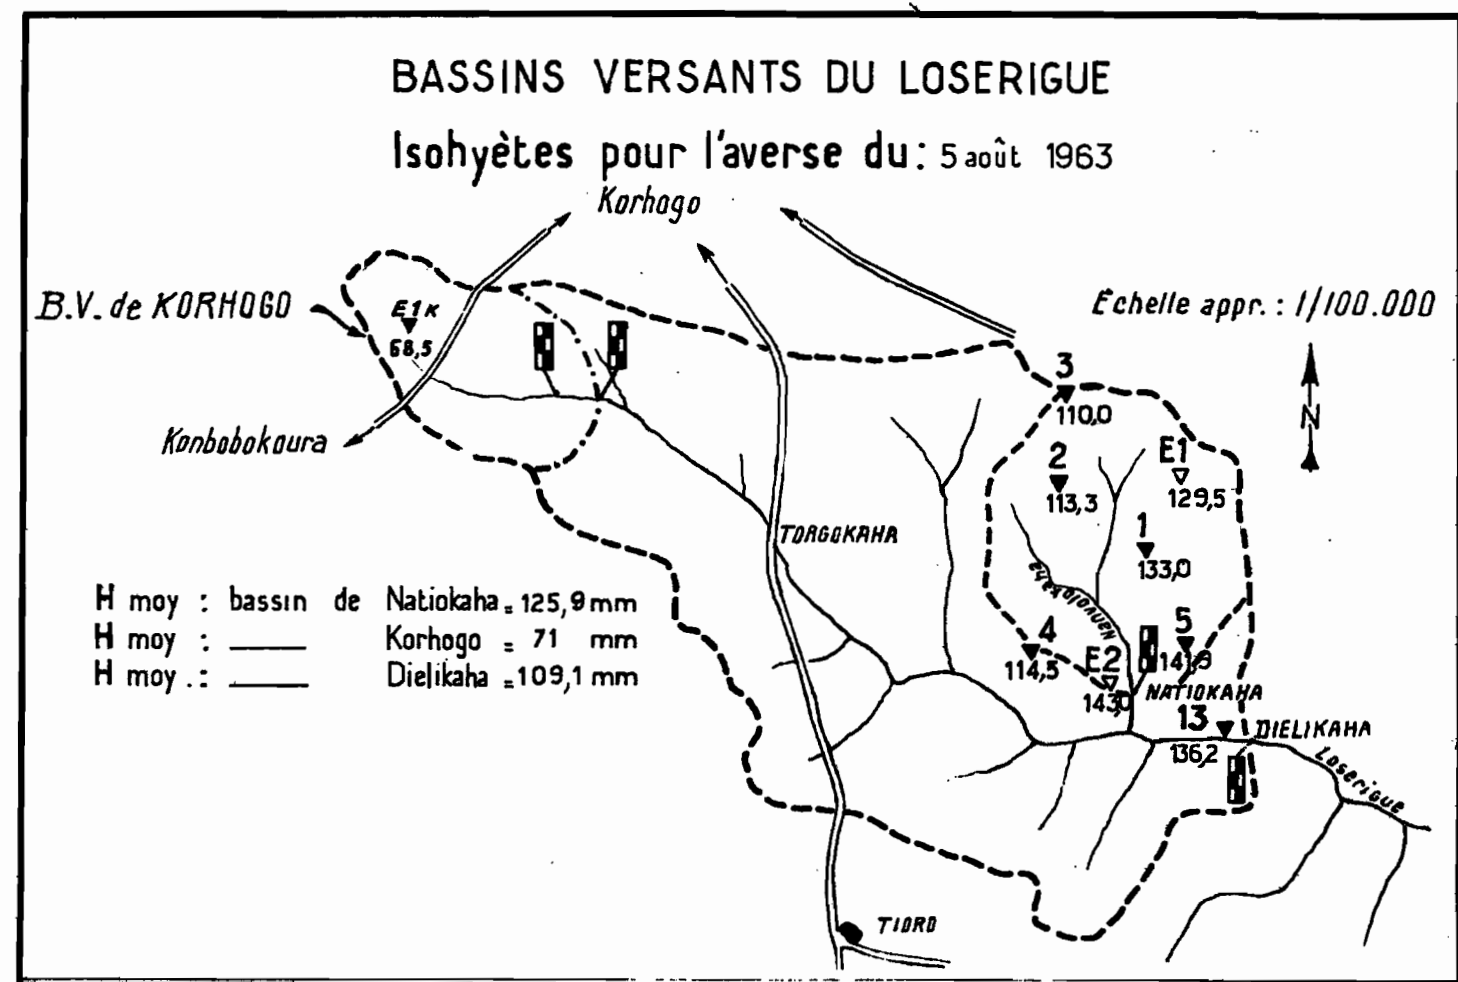 BASSINS VERSANTS DU LOSERIGUE
Isohyètes pour l'averse du: 5 août 1963
Korhogo
B.V. de KORHOGO
E1K
68,5
Echelle appr.: 1/100.000
N
Konbobokoura
3
110,0
2
113,3
E1
129,5
TORGOKAHA
1
133,0
H moy : bassin de Natiokaha = 125,9 mm
H moy : ——— Korhogo = 71 mm
H moy .: ——— Dielikaha = 109,1 mm
4
114,5
E2
143,0
5
141,9
NATIOKAHA
13
136,2
DIELIKAHA
Loserigue
TIORO